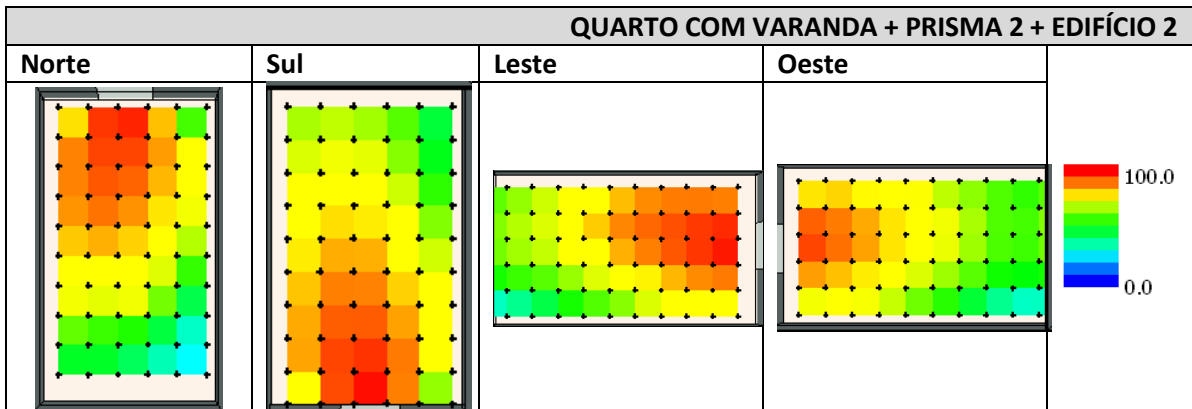 QUARTO COM VARANDA + PRISMA 2 + EDIFÍCIO 2
Norte Sul Leste Oeste
100.0
0.0